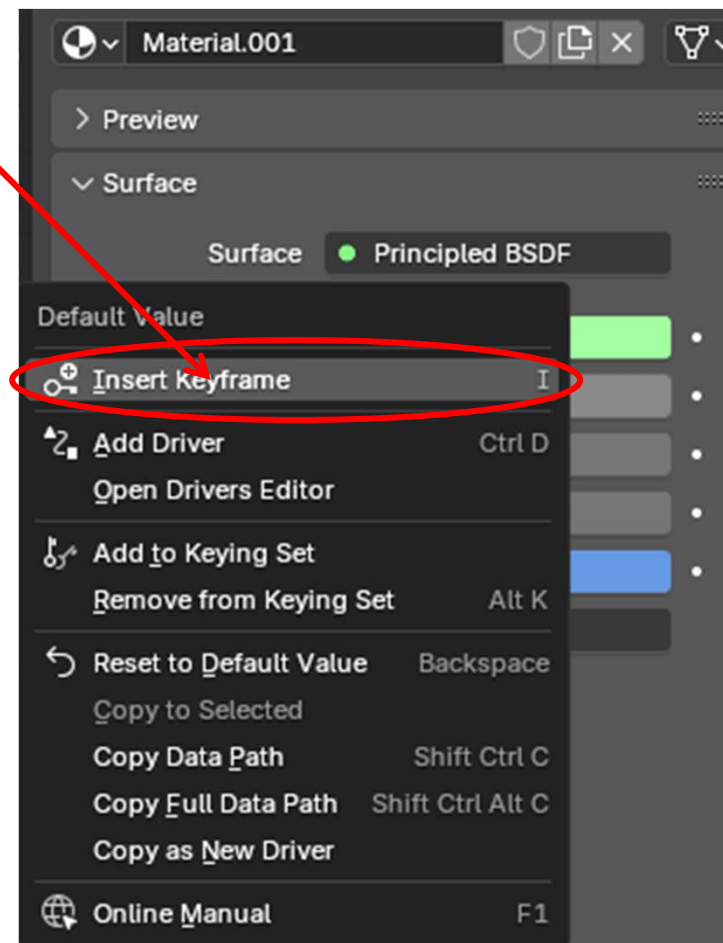 Material.001
Preview
Surface
Surface Principled BSDF
Default Value
Insert Keyframe I
Add Driver Ctrl D
Open Drivers Editor
Add to Keying Set
Remove from Keying Set Alt K
Reset to Default Value Backspace
Copy to Selected
Copy Data Path Shift Ctrl C
Copy Full Data Path Shift Ctrl Alt C
Copy as New Driver
Online Manual F1